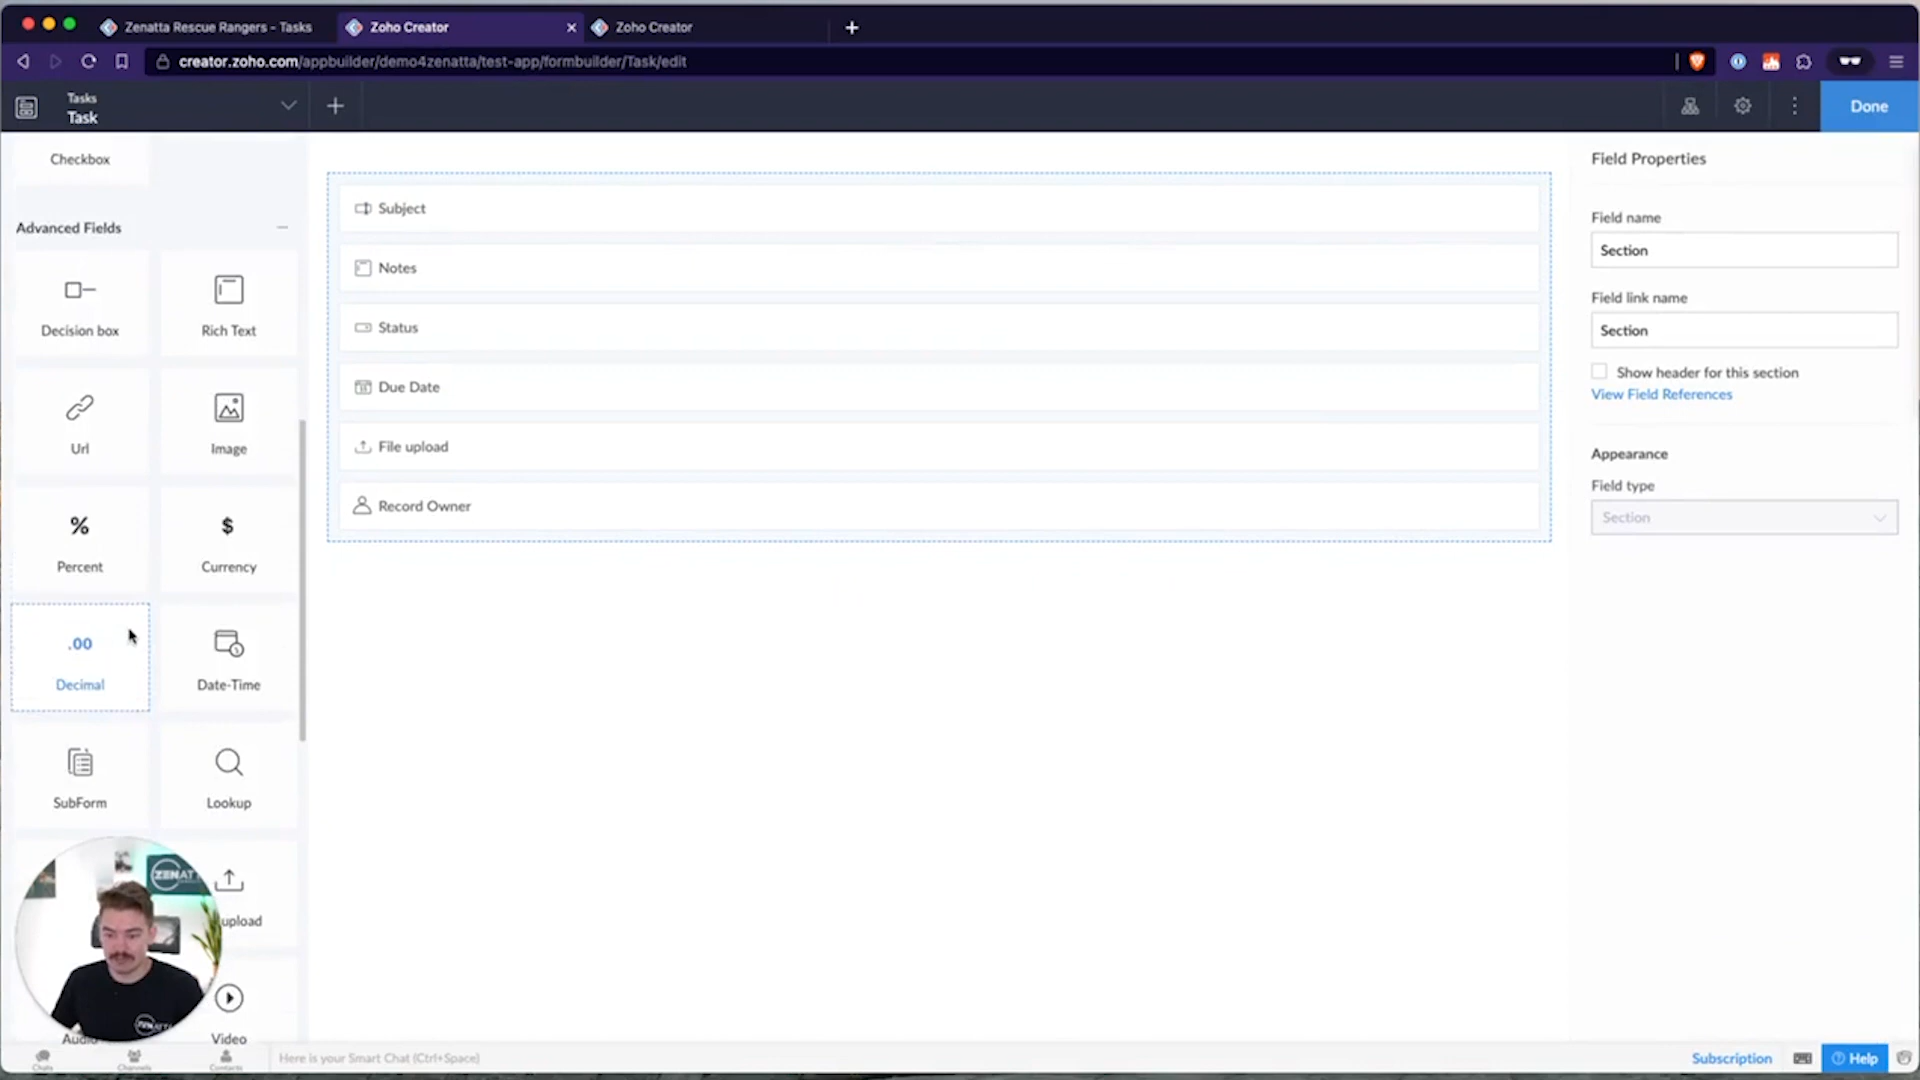 Zenatta Rescue Rangers - Tasks
Zoho Creator
Zoho Creator
creator.zoho.com/appbuilder/demo4zenatta/test-app/formbuilder/Task/edit
Tasks
Task
Done
Checkbox
Advanced Fields
Decision box
Rich Text
Url
Image
%
Percent
$
Currency
.00
Decimal
Date-Time
SubForm
Lookup
upload
Audio
Video
Subject
Notes
Status
Due Date
File upload
Record Owner
Field Properties
Field name
Section
Field link name
Section
Show header for this section
View Field References
Appearance
Field type
Section
ZENAT
Chats
Channels
Contacts
Here is your Smart Chat (Ctrl+Space)
Subscription
Help